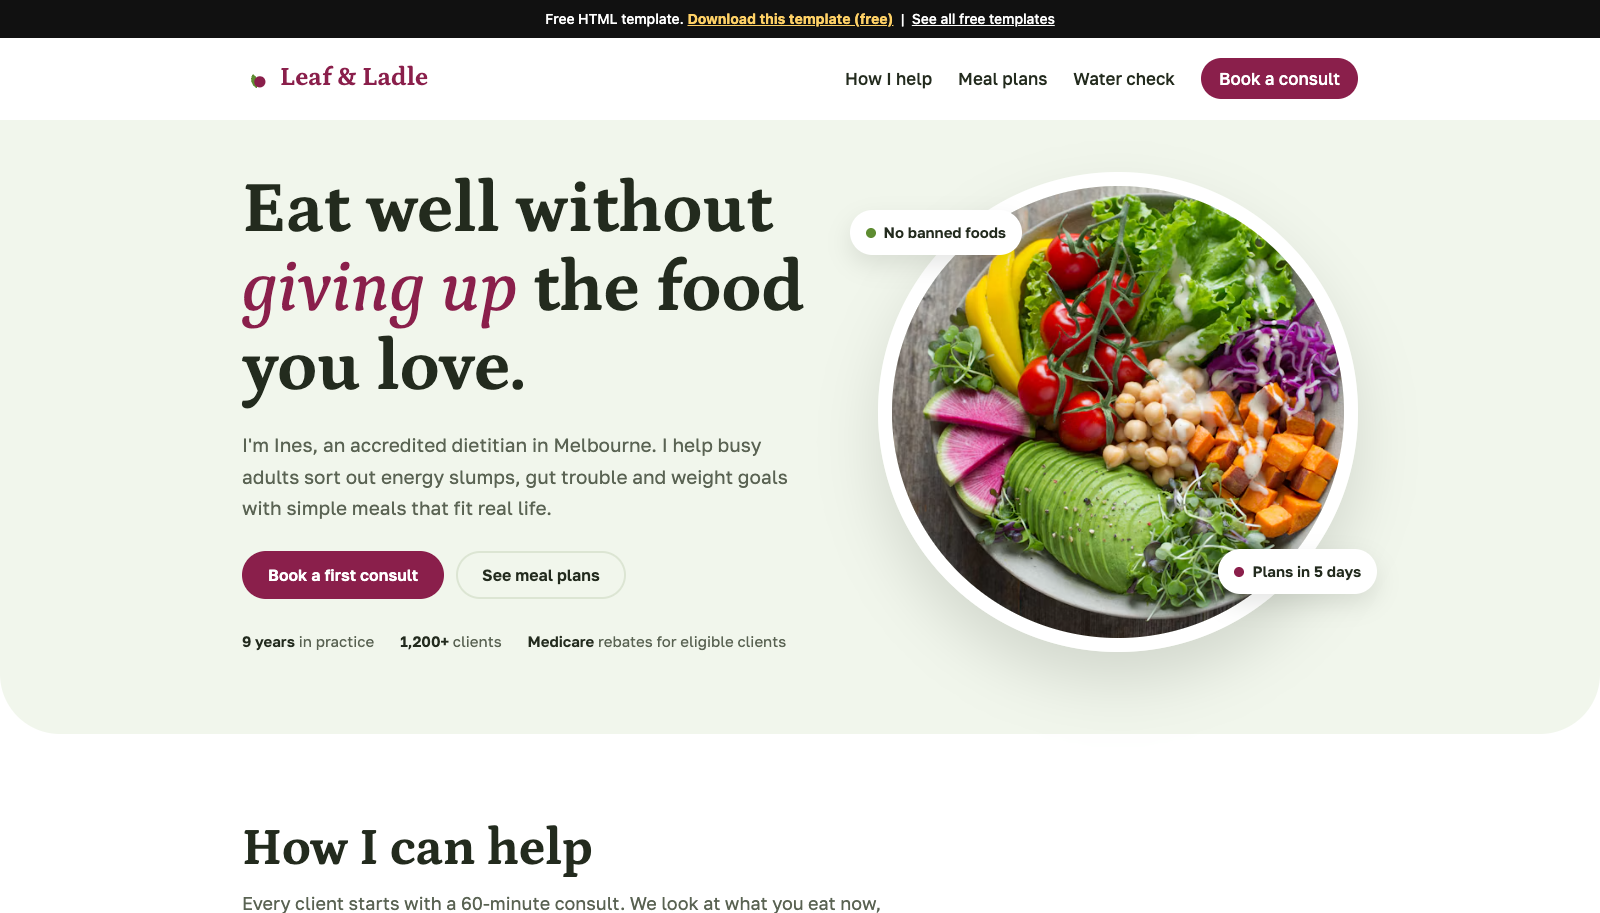 Free HTML template. Download this template (free) | See all free templates
Leaf & Ladle
How I help
Meal plans
Water check
Book a consult
Eat well without
giving up the food
you love.
No banned foods
I'm Ines, an accredited dietitian in Melbourne. I help busy
adults sort out energy slumps, gut trouble and weight goals
with simple meals that fit real life.
Book a first consult
See meal plans
Plans in 5 days
9 years in practice
1,200+ clients
Medicare rebates for eligible clients
How I can help
Every client starts with a 60-minute consult. We look at what you eat now,